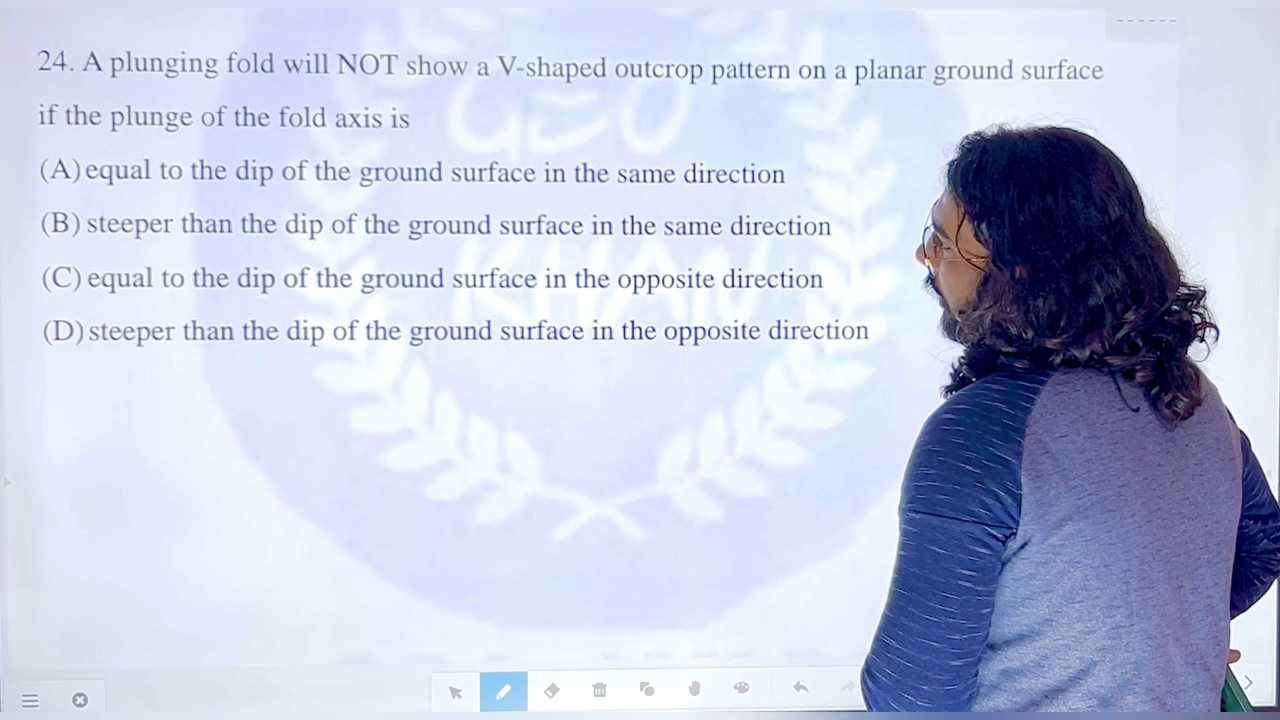 24. A plunging fold will NOT show a V-shaped outcrop pattern on a planar ground surface
if the plunge of the fold axis is
(A) equal to the dip of the ground surface in the same direction
(B) steeper than the dip of the ground surface in the same direction
(C) equal to the dip of the ground surface in the opposite direction
(D) steeper than the dip of the ground surface in the opposite direction
GEO
KHAN